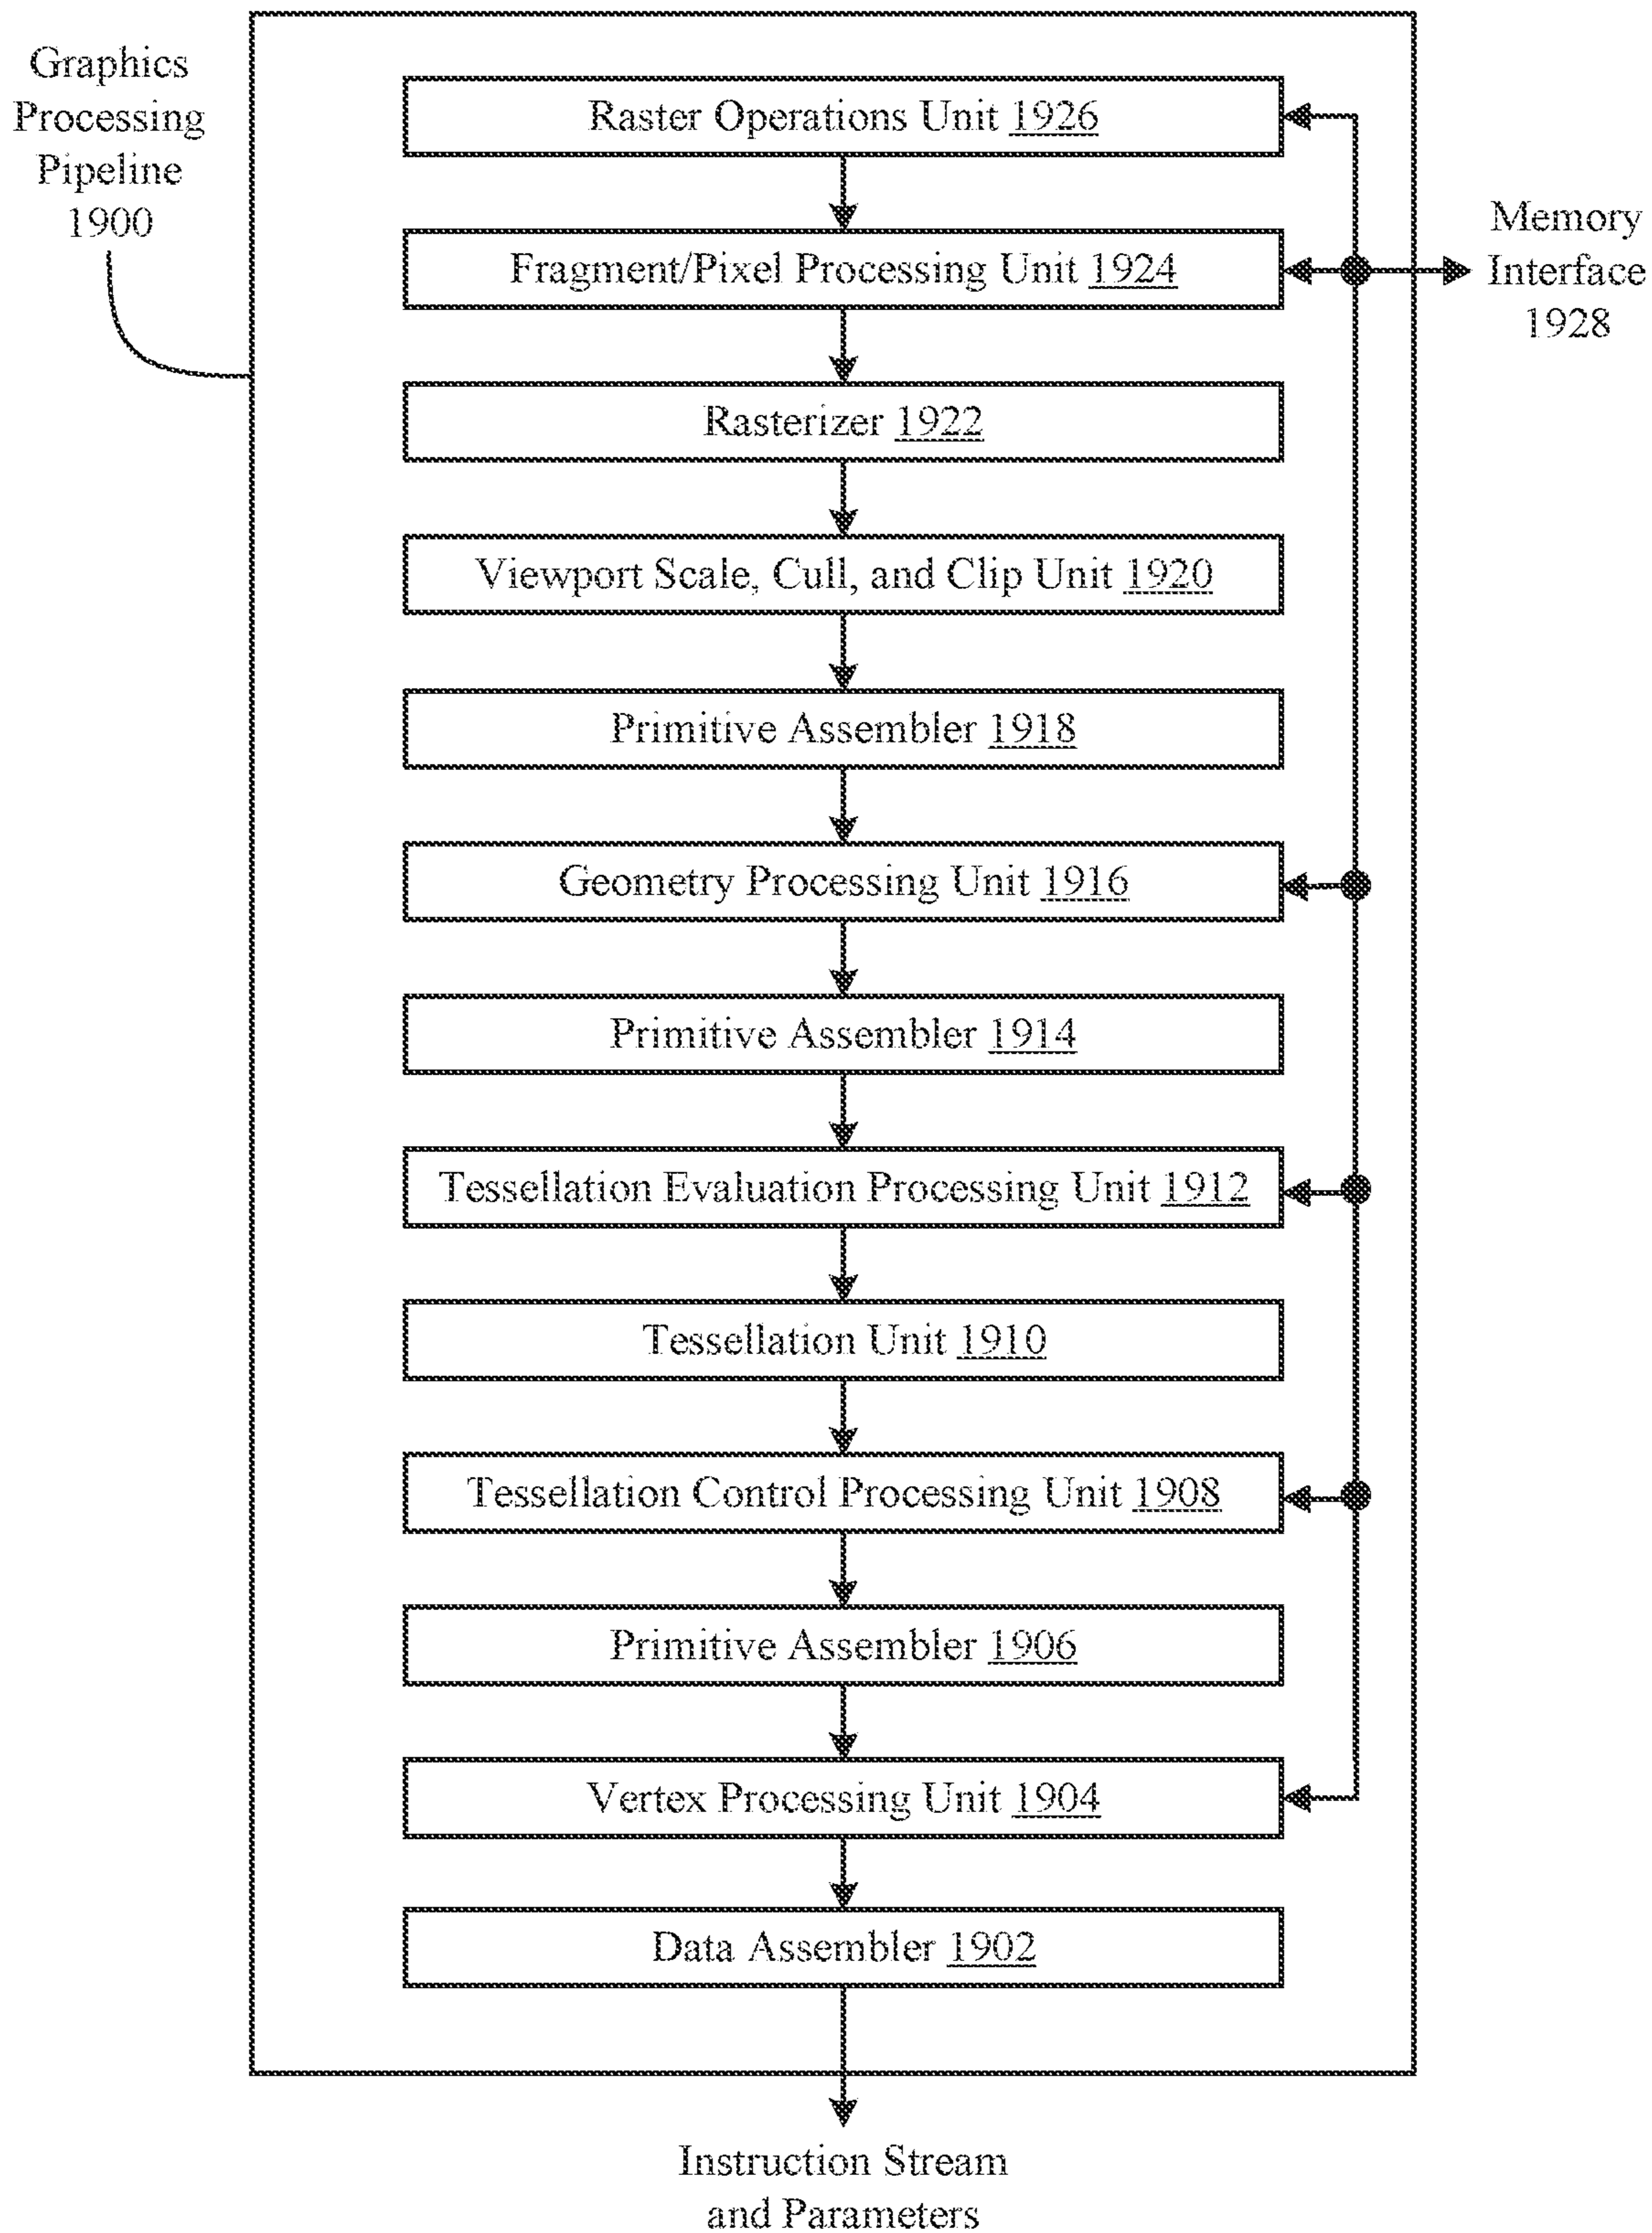 Graphics
Processing
Pipeline
1900
Raster Operations Unit 1926
Fragment/Pixel Processing Unit 1924
Memory
Interface
1928
Rasterizer 1922
Viewport Scale, Cull, and Clip Unit 1920
Primitive Assembler 1918
Geometry Processing Unit 1916
Primitive Assembler 1914
Tessellation Evaluation Processing Unit 1912
Tessellation Unit 1910
Tessellation Control Processing Unit 1908
Primitive Assembler 1906
Vertex Processing Unit 1904
Data Assembler 1902
Instruction Stream
and Parameters